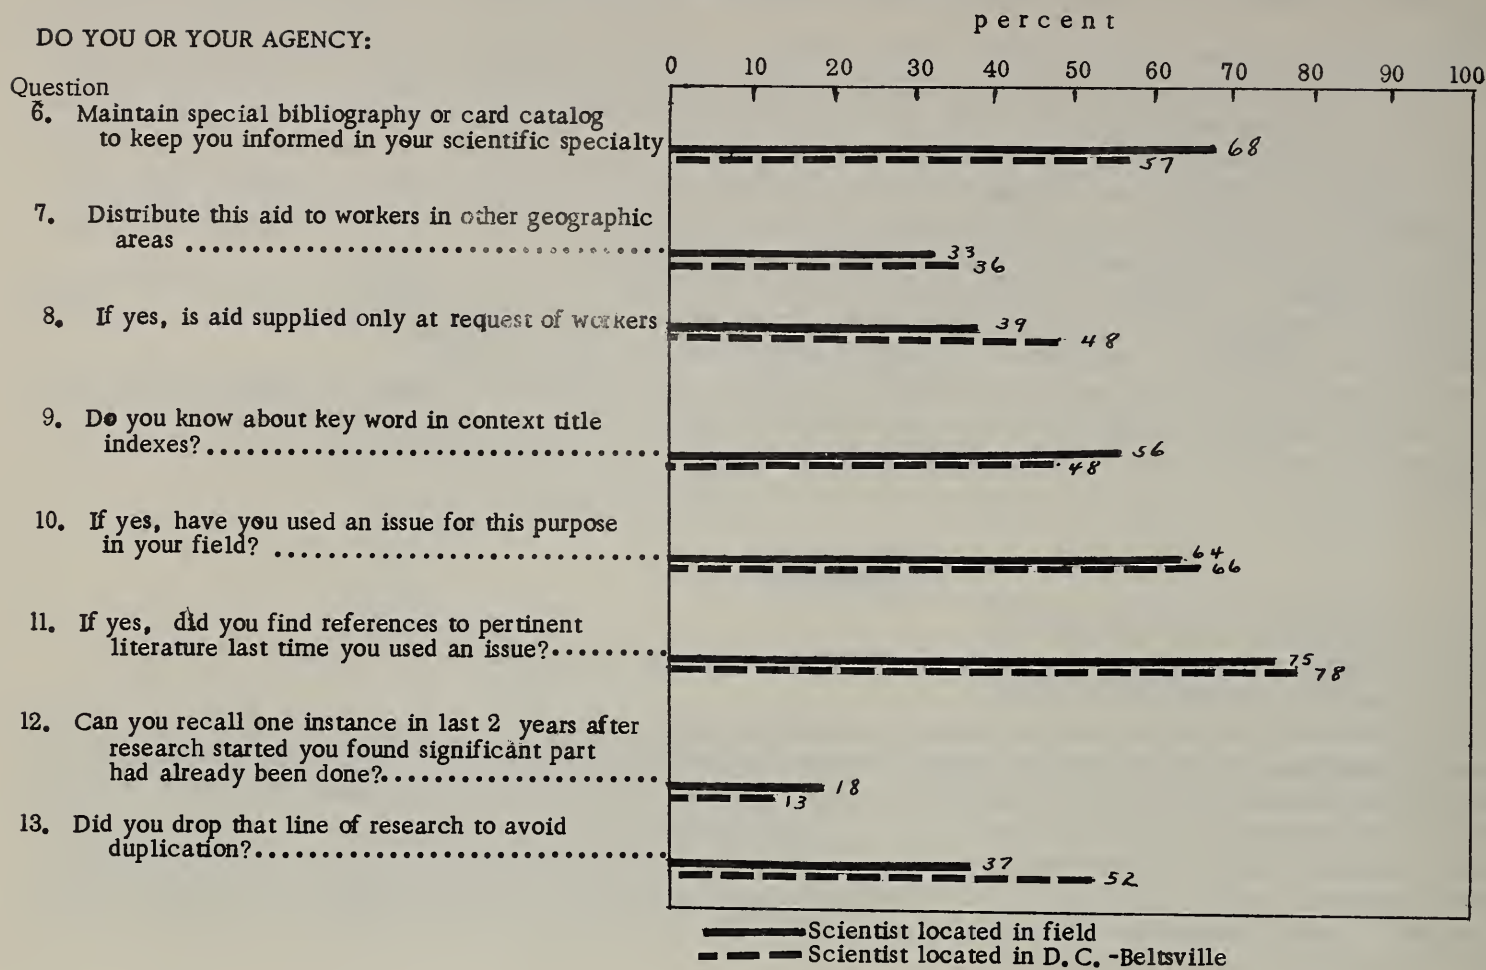 percent
DO YOU OR YOUR AGENCY:
0 10 20 30 40 50 60 70 80 90 100
Question
6. Maintain special bibliography or card catalog
to keep you informed in your scientific specialty
68
57
7. Distribute this aid to workers in other geographic
areas ........................................
33
36
8. If yes, is aid supplied only at request of workers
39
48
9. Do you know about key word in context title
indexes?...................................
56
48
10. If yes, have you used an issue for this purpose
in your field? ..............................
64
66
11. If yes, did you find references to pertinent
literature last time you used an issue?.........
75
78
12. Can you recall one instance in last 2 years after
research started you found significant part
had already been done?......................
18
13
13. Did you drop that line of research to avoid
duplication?................................
37
52
Scientist located in field
Scientist located in D.C.-Beltsville